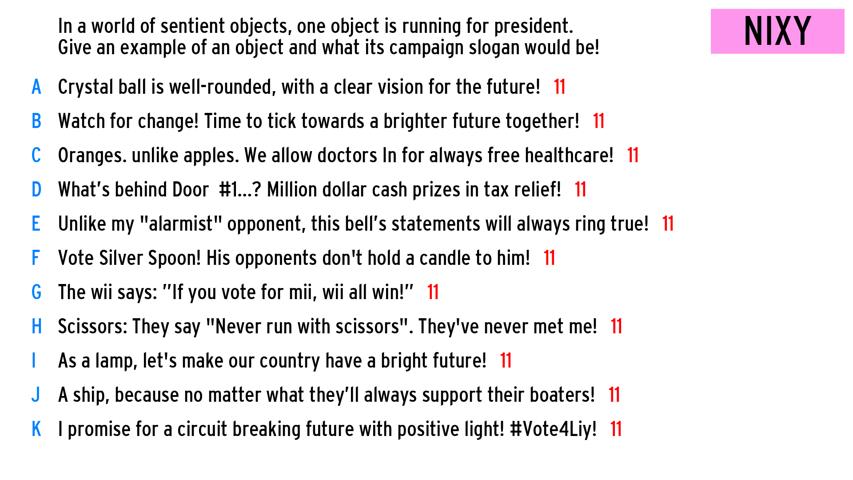 In a world of sentient objects, one object is running for president.
Give an example of an object and what its campaign slogan would be!
NIXY
A Crystal ball is well-rounded, with a clear vision for the future! 11
B Watch for change! Time to tick towards a brighter future together! 11
C Oranges. unlike apples. We allow doctors In for always free healthcare! 11
D What's behind Door #1...? Million dollar cash prizes in tax relief! 11
E Unlike my "alarmist" opponent, this bell's statements will always ring true! 11
F Vote Silver Spoon! His opponents don't hold a candle to him! 11
G The wii says: "If you vote for mii, wii all win!" 11
H Scissors: They say "Never run with scissors". They've never met me! 11
I As a lamp, let's make our country have a bright future! 11
J A ship, because no matter what they'll always support their boaters! 11
K I promise for a circuit breaking future with positive light! #Vote4Liy! 11